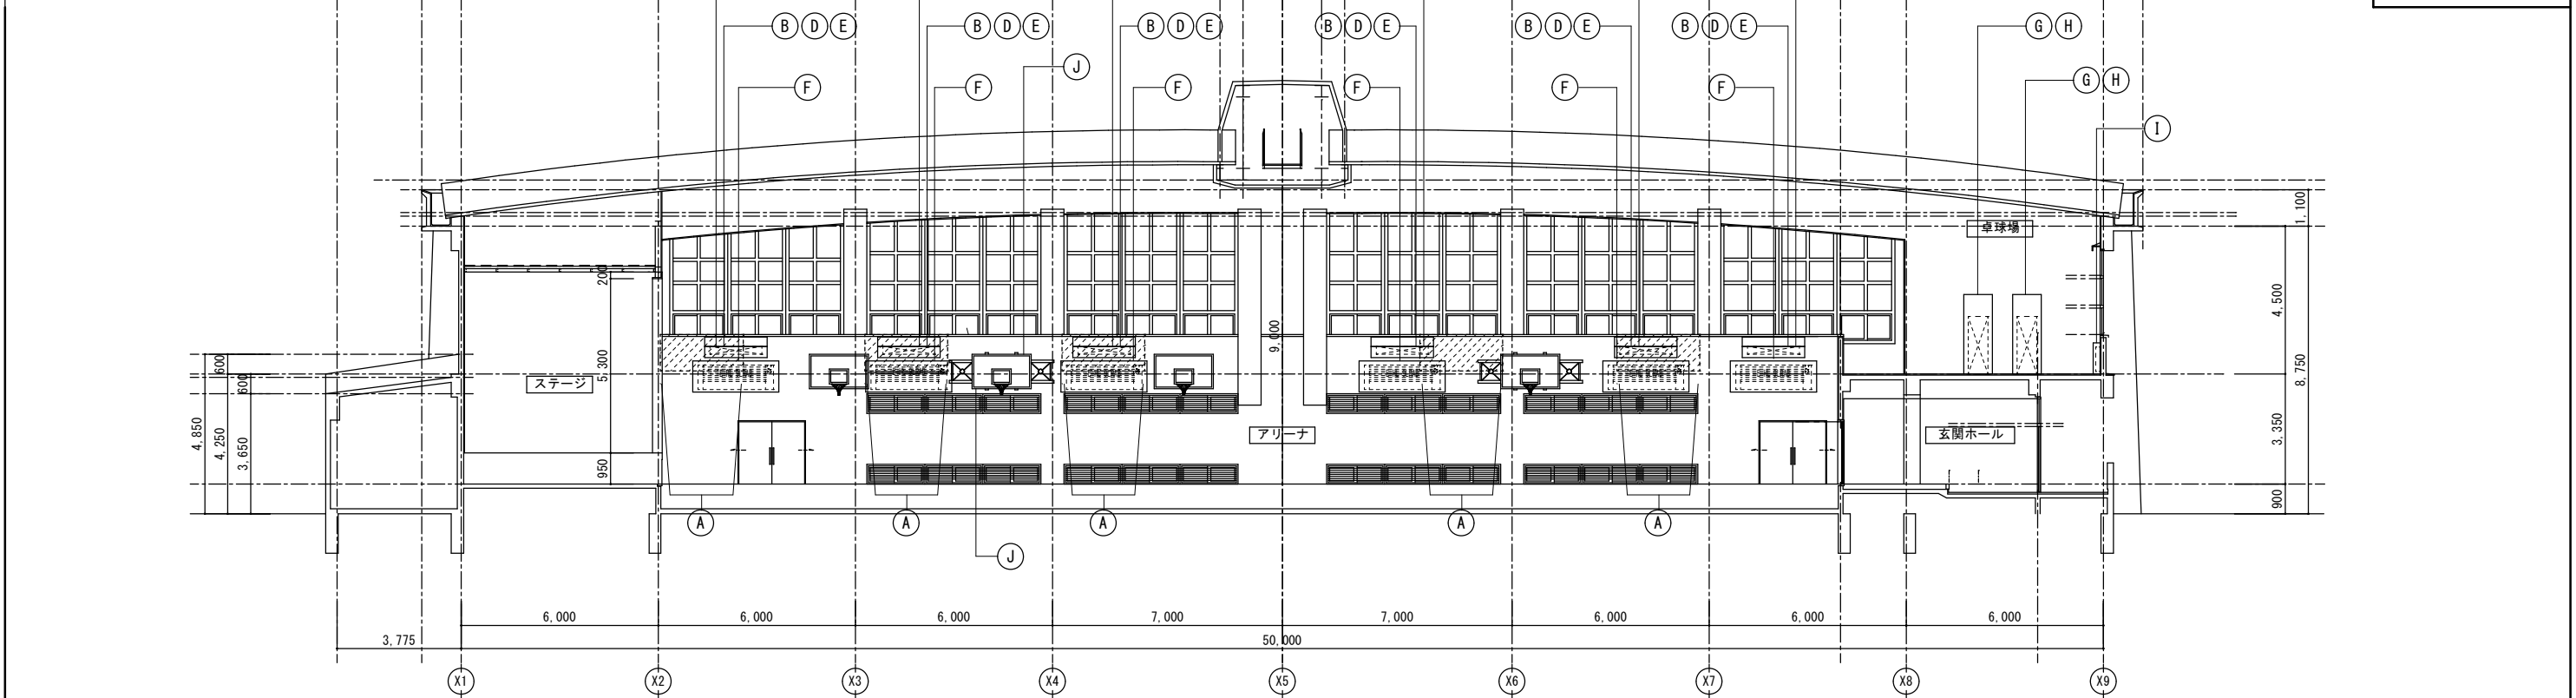 B D E B D E B D E B D E B D E B D E G H
J
F F F F F F G H
I
1,100
卓球場
200
4,500
9,000
600
5,300
ステージ
600
8,750
4,850
4,250
3,650
アリーナ
玄関ホール
3,350
950
900
A A A A A
J
6,000 6,000 6,000 7,000 7,000 6,000 6,000 6,000
3,775 50,000
X1 X2 X3 X4 X5 X6 X7 X8 X9